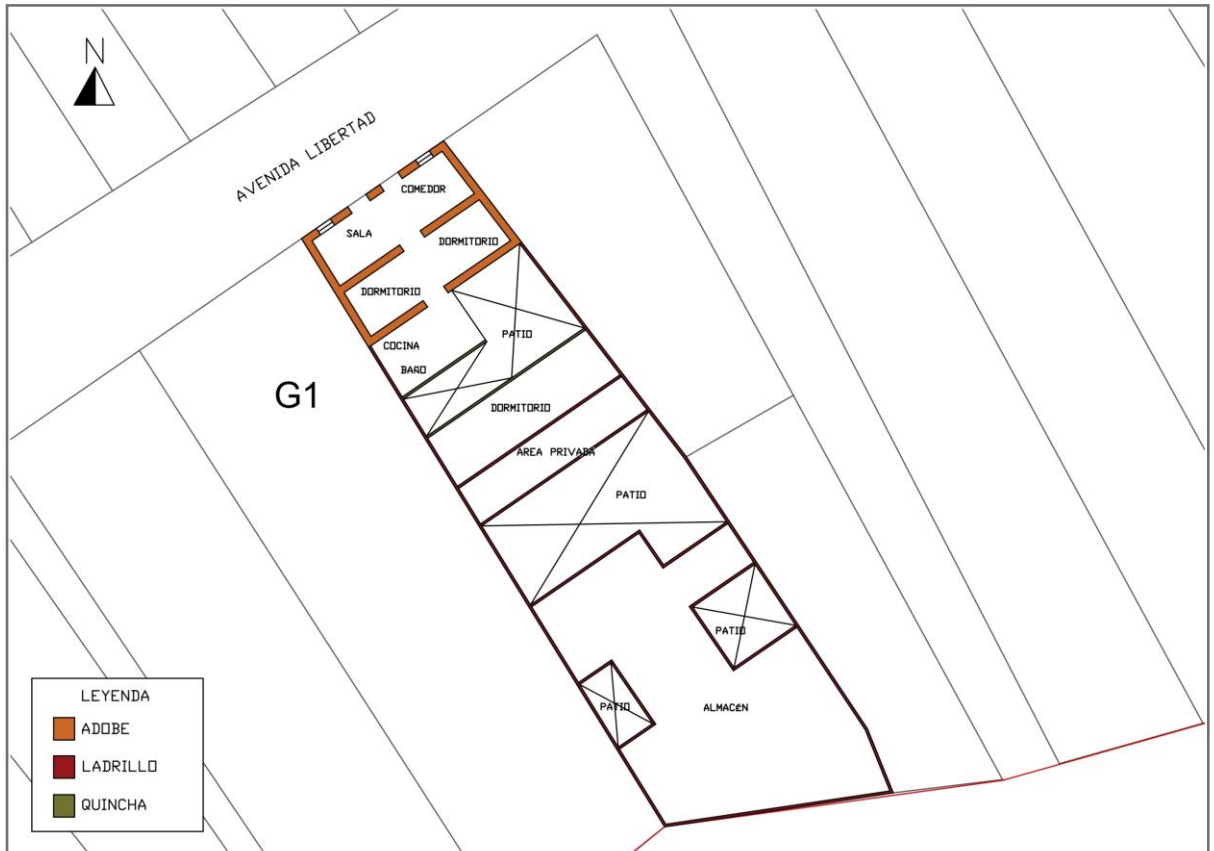 N
AVENIDA LIBERTAD
COMEDOR
SALA
DORMITORIO
DORMITORIO
PATIO
COCINA
BAÑO
DORMITORIO
G1
AREA PRIVADA
PATIO
PATIO
PATIO
ALMACÉN
LEYENDA
ADOBE
LADRILLO
QUINCHA